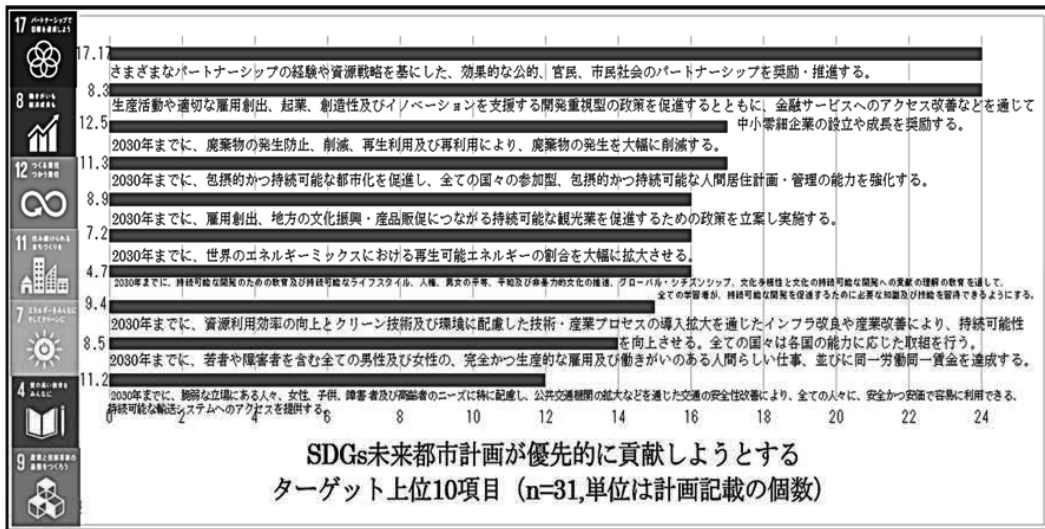 17 パートナーシップで
目標を達成しよう
0 2 4 6 8 10 12 14 16 18 20 22 24
17.17
さまざまなパートナーシップの経験や資源戦略を基にした、効果的な公的、官民、市民社会のパートナーシップを奨励・推進する。
8.3
生産活動や適切な雇用創出、起業、創造性及びイノベーションを支援する開発重視型の政策を促進するとともに、金融サービスへのアクセス改善などを通じて
中小零細企業の設立や成長を奨励する。
8 働きがいも
経済成長も
12.5
2030年までに、廃棄物の発生防止、削減、再生利用及び再利用により、廃棄物の発生を大幅に削減する。
11.3
2030年までに、包摂的かつ持続可能な都市化を促進し、全ての国々の参加型、包摂的かつ持続可能な人間居住計画・管理の能力を強化する。
12 つくる責任
つかう責任
8.9
2030年までに、雇用創出、地方の文化振興・産品販促につながる持続可能な観光業を促進するための政策を立案し実施する。
11 住み続けられる
まちづくりを
7.2
2030年までに、世界のエネルギーミックスにおける再生可能エネルギーの割合を大幅に拡大させる。
4.7
2030年までに、持続可能な開発のための教育及び持続可能なライフスタイル、人権、男女の平等、平和及び非暴力的文化の推進、グローバル・シチズンシップ、文化多様性と文化の持続可能な開発への貢献の理解の教育を通して、
全ての学習者が、持続可能な開発を促進するために必要な知識及び技能を習得できるようにする。
7 エネルギーをみんなに
そしてクリーンに
9.4
2030年までに、資源利用効率の向上とクリーン技術及び環境に配慮した技術・産業プロセスの導入拡大を通じたインフラ改良や産業改善により、持続可能性
を向上させる。全ての国々は各国の能力に応じた取組を行う。
8.5
2030年までに、若者や障害者を含む全ての男性及び女性の、完全かつ生産的な雇用及び働きがいのある人間らしい仕事、並びに同一労働同一賃金を達成する。
4 質の高い教育を
みんなに
11.2
2030年までに、脆弱な立場にある人々、女性、子供、障害者及び高齢者のニーズに特に配慮し、公共交通機関の拡大などを通じた交通の安全性改善により、全ての人々に、安全かつ安価で容易に利用できる、
持続可能な輸送システムへのアクセスを提供する。
0 2 4 6 8 10 12 14 16 18 20 22 24
9 産業と技術革新の
基盤をつくろう
SDGs未来都市計画が優先的に貢献しようとする
ターゲット上位10項目（n=31,単位は計画記載の個数）